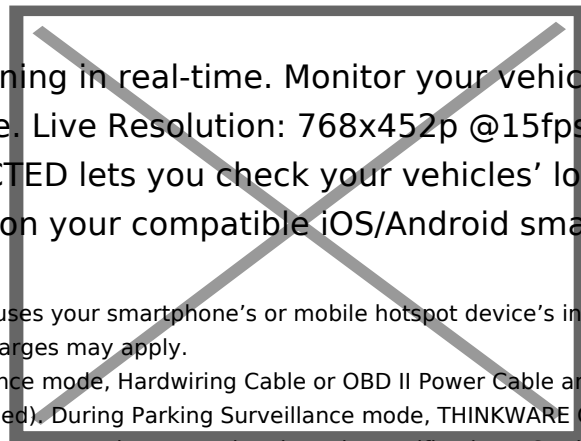 ning in real-time. Monitor your vehic
e. Live Resolution: 768x452p @15fps
CTED lets you check your vehicles’ lo
on your compatible iOS/Android sma
uses your smartphone’s or mobile hotspot device’s in
arges may apply.
nce mode, Hardwiring Cable or OBD II Power Cable an
ed). During Parking Surveillance mode, THINKWARE C